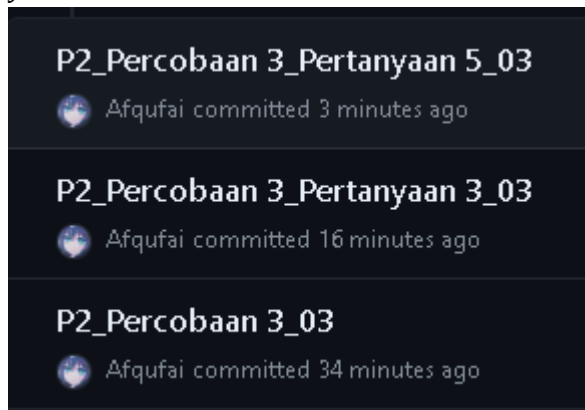 P2_Percobaan 3_Pertanyaan 5_03
Afqufai committed 3 minutes ago
P2_Percobaan 3_Pertanyaan 3_03
Afqufai committed 16 minutes ago
P2_Percobaan 3_03
Afqufai committed 34 minutes ago